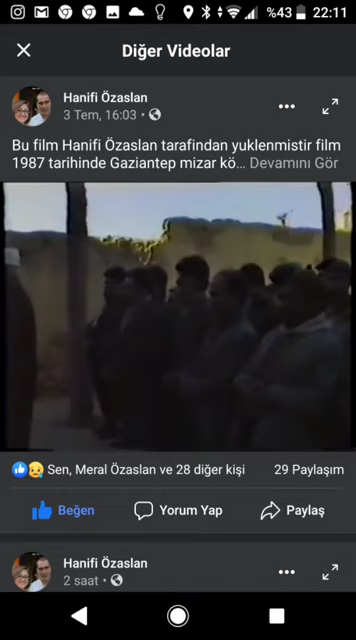 %43 22:11
Diğer Videolar
Hanifi Özaslan
3 Tem, 16:03 ·
Bu film Hanifi Özaslan tarafindan yuklenmistir film
1987 tarihinde Gaziantep mizar kö... Devamını Gör
Sen, Meral Özaslan ve 28 diğer kişi 29 Paylaşım
Beğen Yorum Yap Paylaş
Hanifi Özaslan
2 saat ·